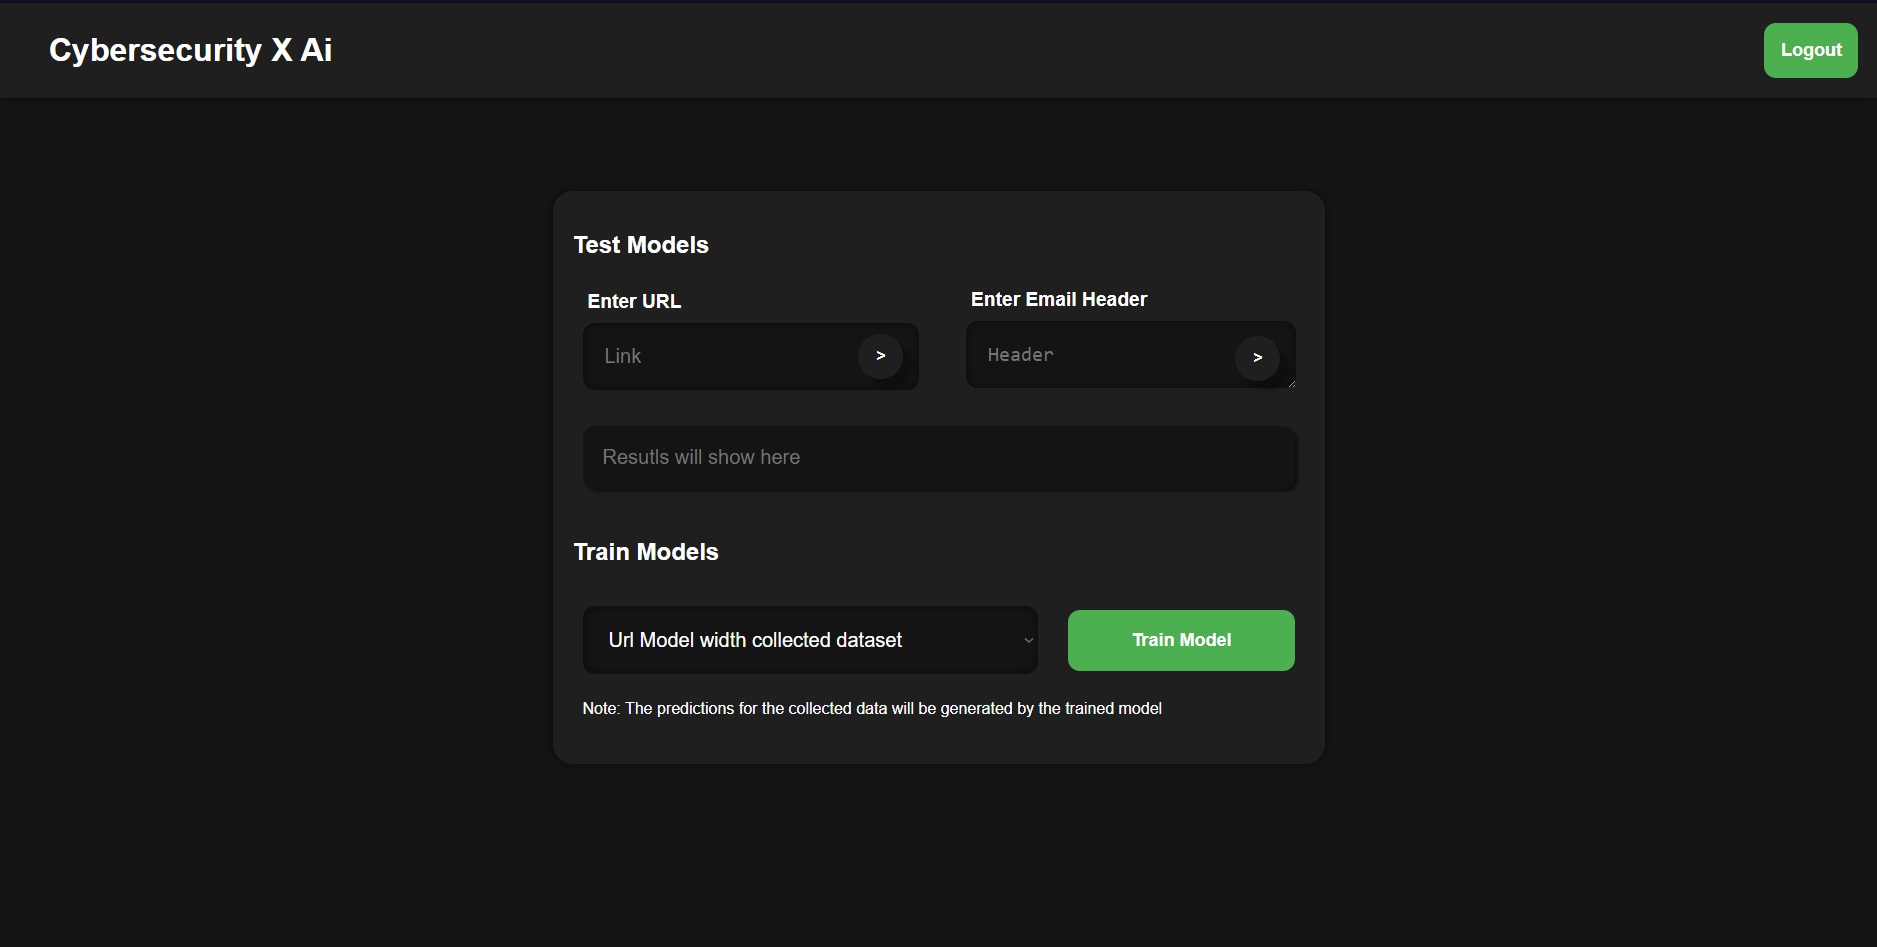 Cybersecurity X Ai
Logout
Test Models
Enter URL
Enter Email Header
Link
>
Header
>
Resutls will show here
Train Models
Url Model width collected dataset
Train Model
Note: The predictions for the collected data will be generated by the trained model